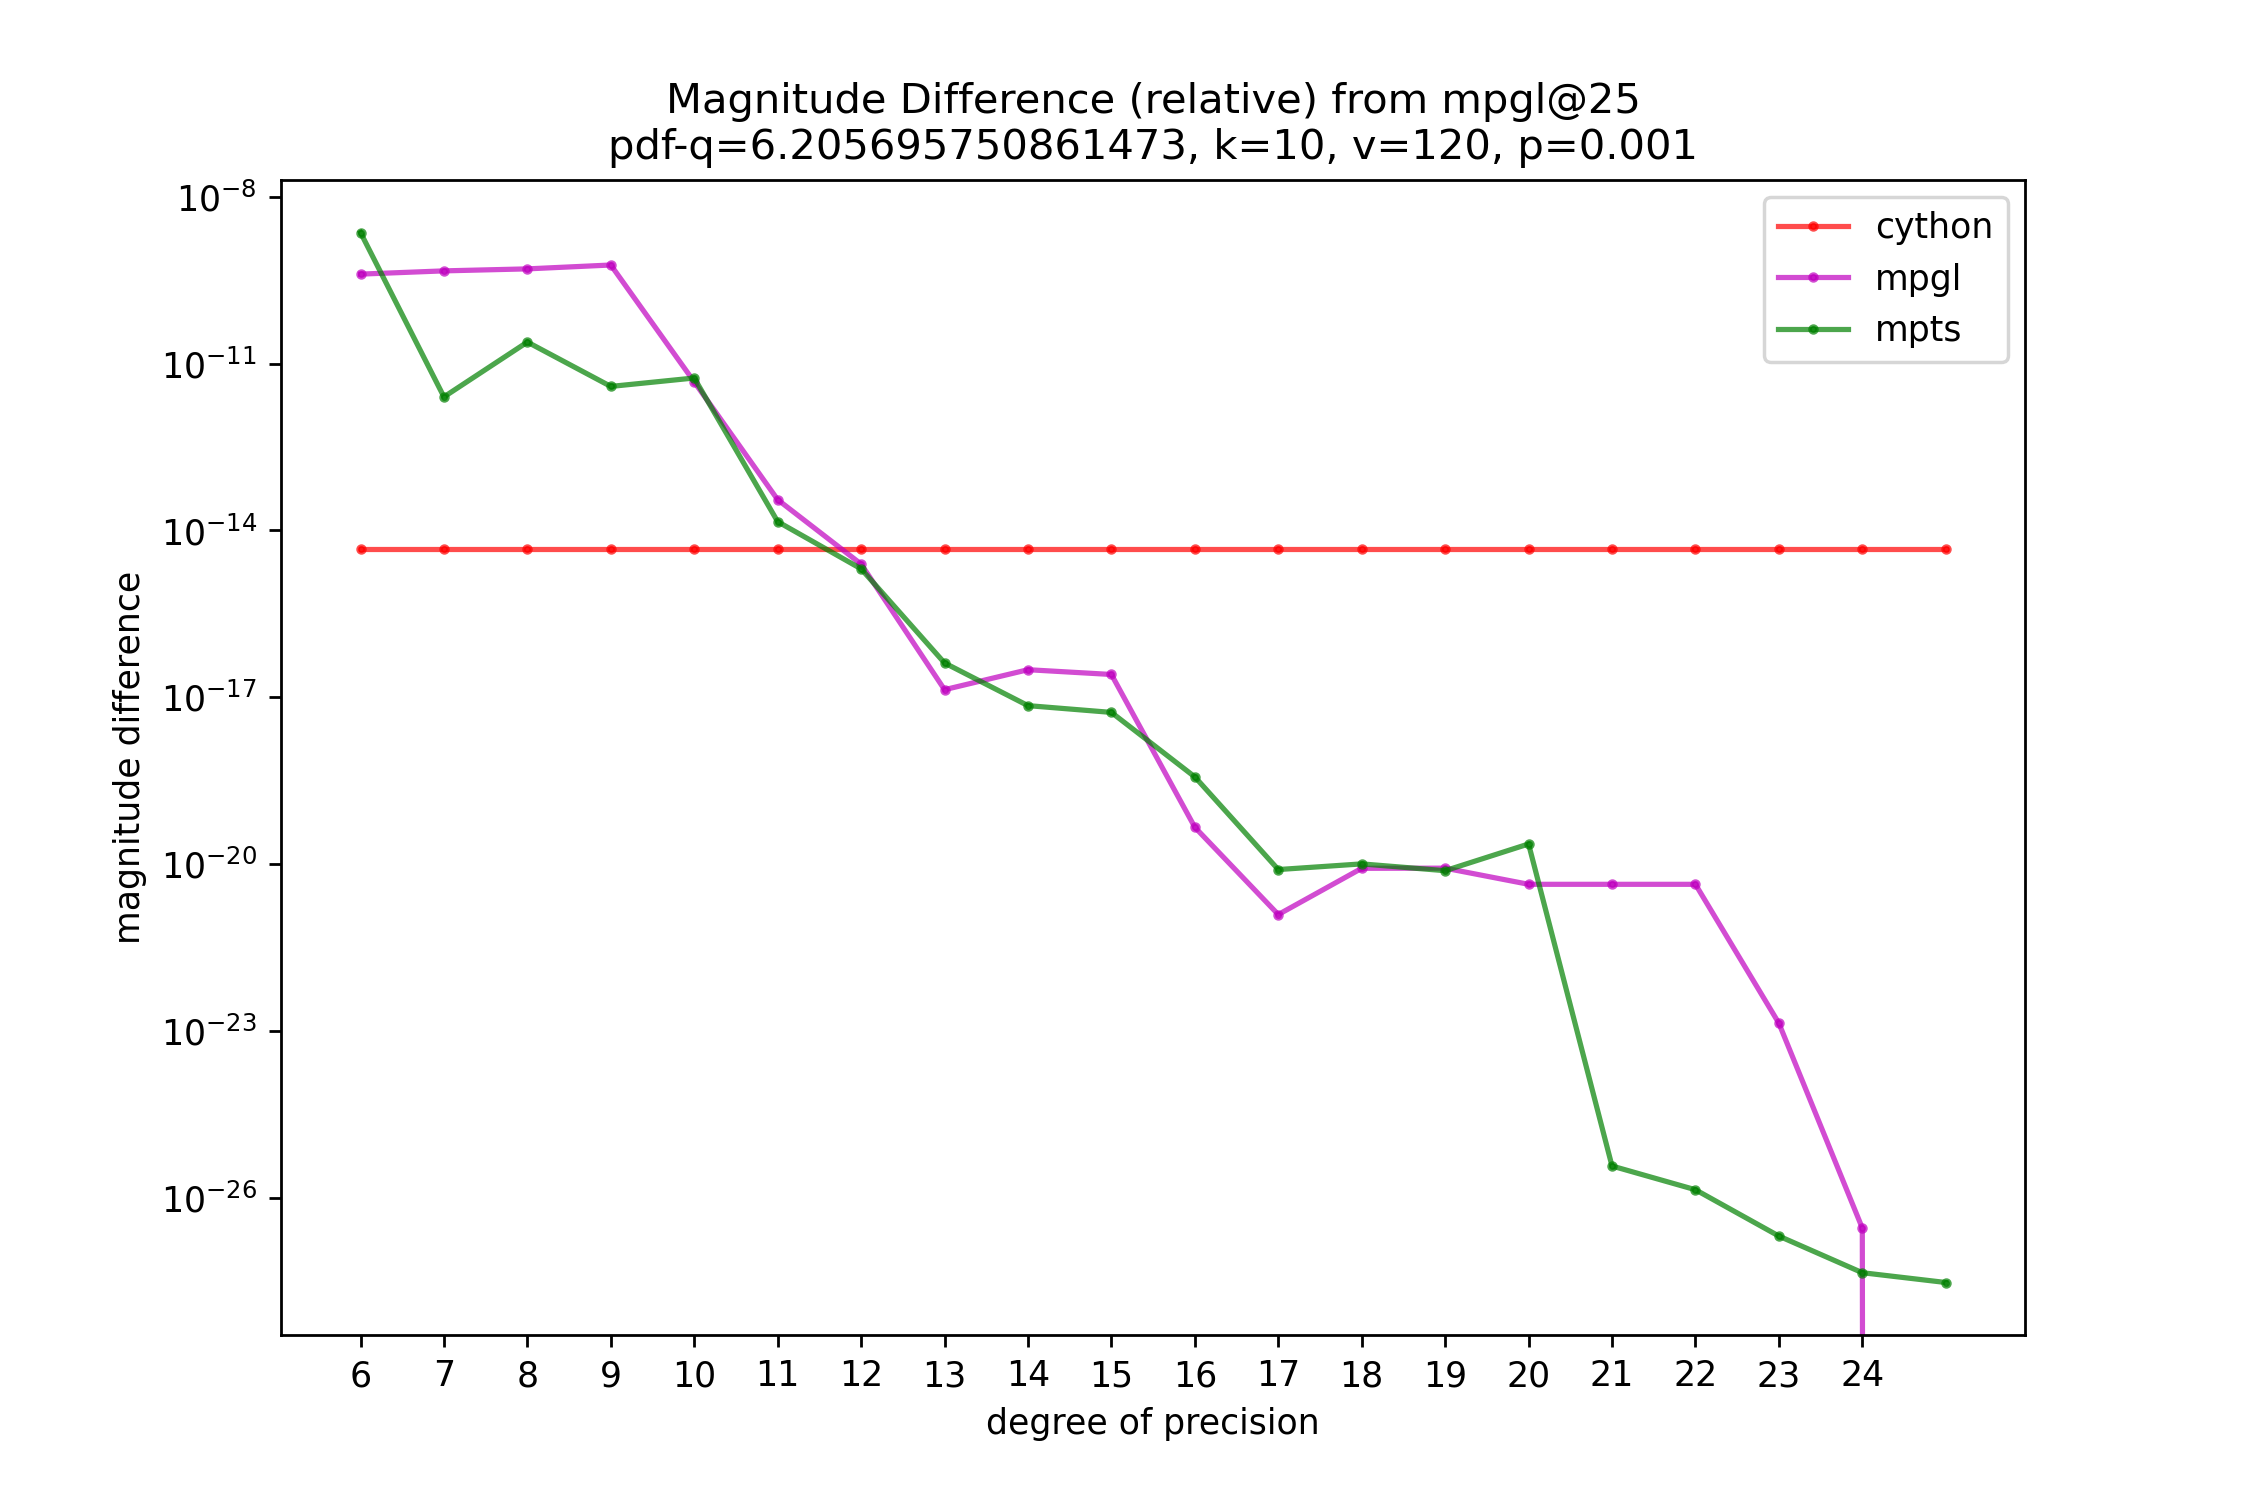 Magnitude Difference (relative) from mpgl@25
pdf-q=6.205695750861473, k=10, v=120, p=0.001
magnitude difference
10⁻⁸
10⁻¹¹
10⁻¹⁴
10⁻¹⁷
10⁻²⁰
10⁻²³
10⁻²⁶
cython
mpgl
mpts
6 7 8 9 10 11 12 13 14 15 16 17 18 19 20 21 22 23 24
degree of precision